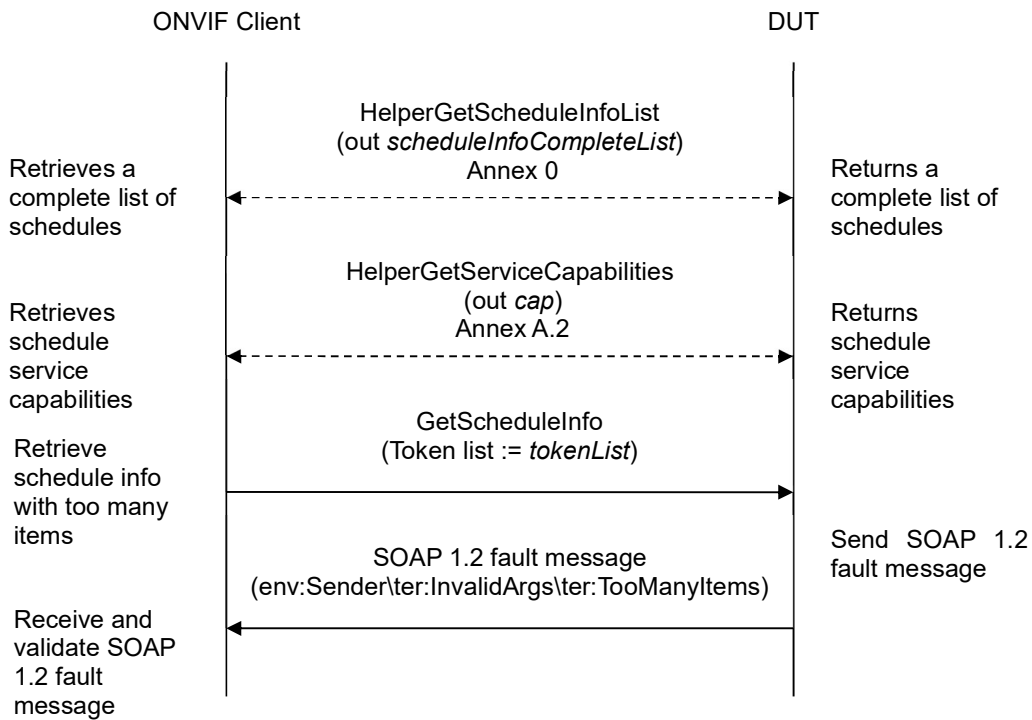 ONVIF Client
DUT
HelperGetScheduleInfoList
(out scheduleInfoCompleteList)
Annex 0
Retrieves a
complete list of
schedules
Returns a
complete list of
schedules
HelperGetServiceCapabilities
(out cap)
Annex A.2
Retrieves
schedule
service
capabilities
Returns
schedule
service
capabilities
GetScheduleInfo
(Token list := tokenList)
Retrieve
schedule info
with too many
items
SOAP 1.2 fault message
(env:Sender\ter:InvalidArgs\ter:TooManyItems)
Send SOAP 1.2
fault message
Receive and
validate SOAP
1.2 fault
message